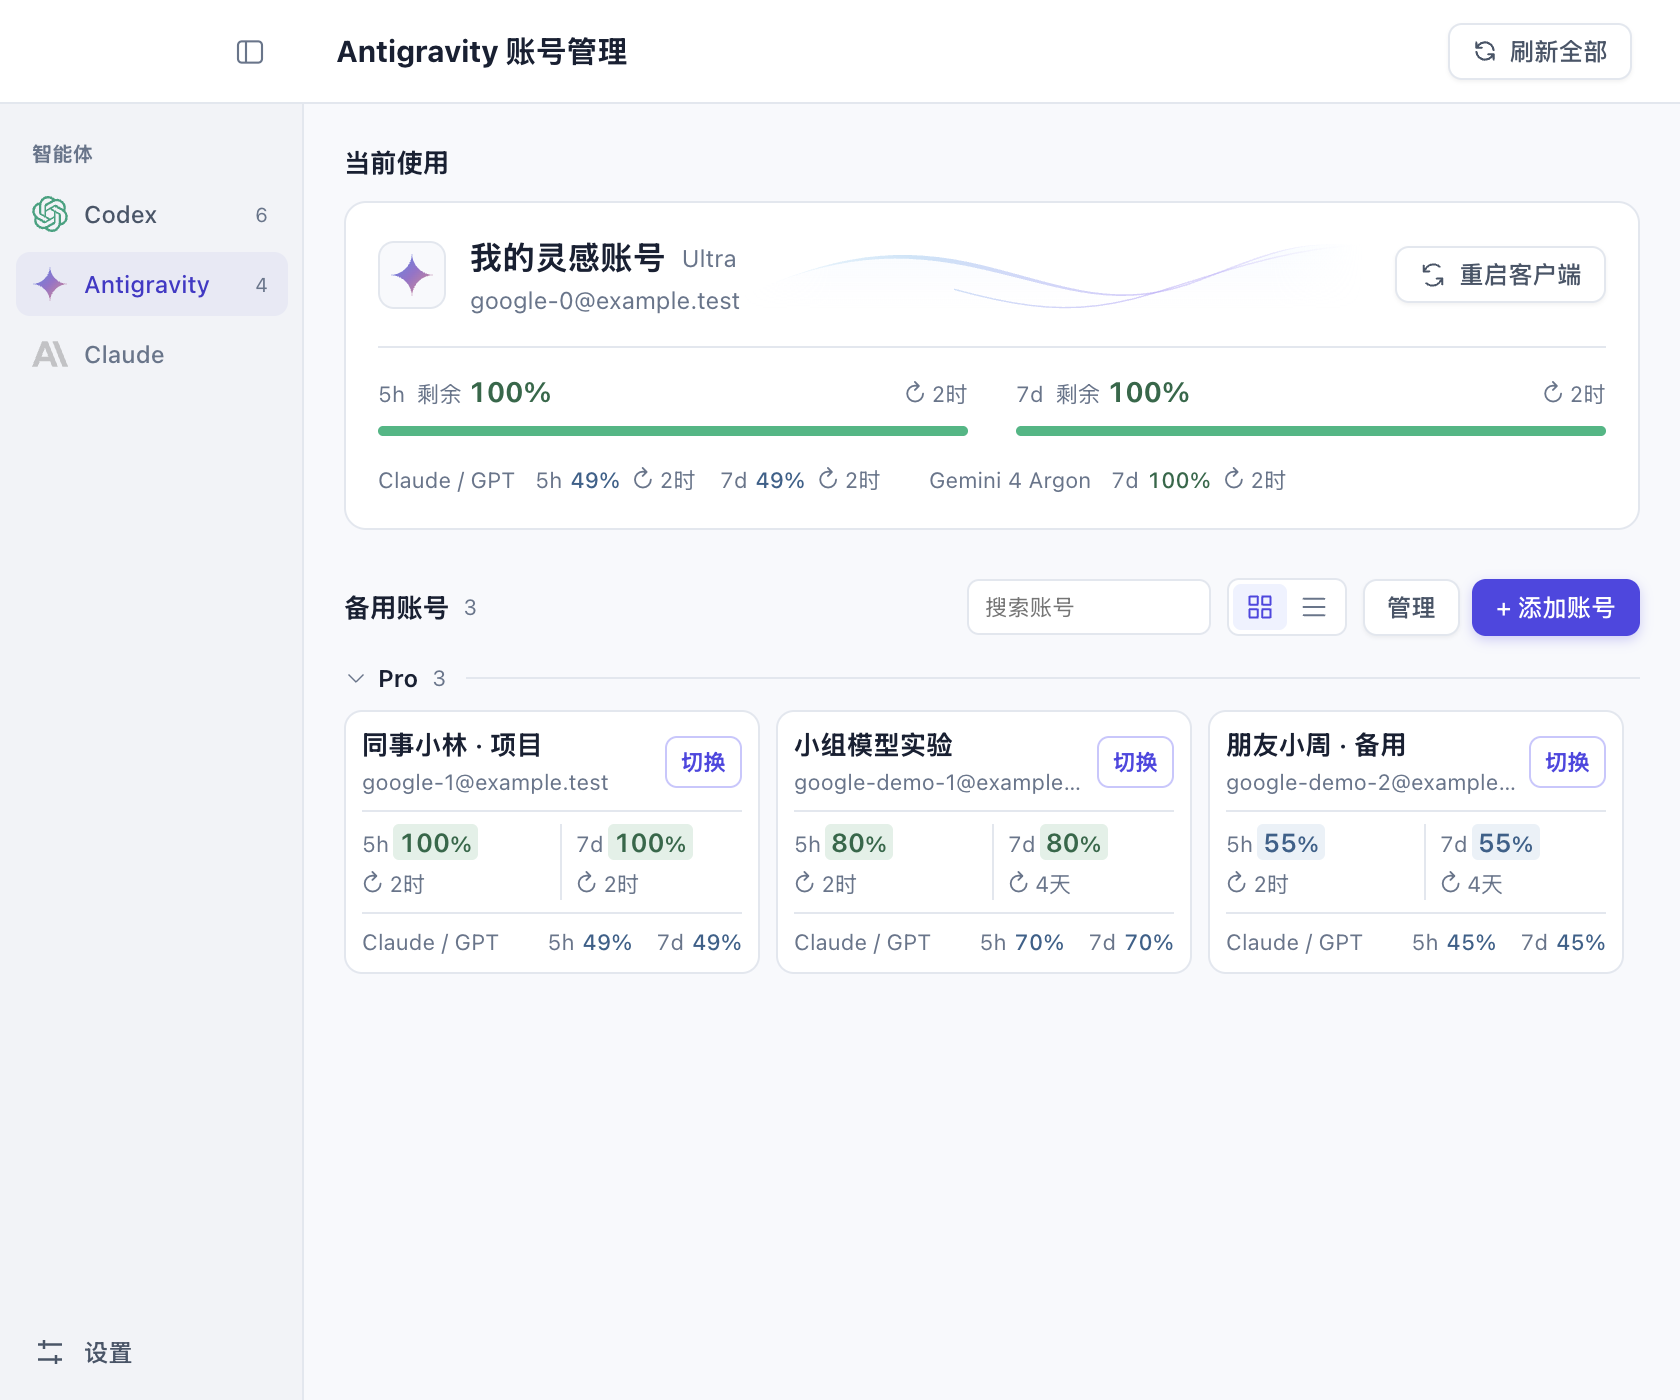 Antigravity 账号管理
刷新全部
智能体
Codex 6
Antigravity 4
Claude
设置
当前使用
我的灵感账号 Ultra
google-0@example.test
重启客户端
5h 剩余 100% 2时
7d 剩余 100% 2时
Claude / GPT 5h 49% 2时 7d 49% 2时 Gemini 4 Argon 7d 100% 2时
备用账号 3
搜索账号
管理
+ 添加账号
Pro 3
同事小林 · 项目
google-1@example.test
切换
5h 100% 7d 100%
2时 2时
Claude / GPT 5h 49% 7d 49%
小组模型实验
google-demo-1@example...
切换
5h 80% 7d 80%
2时 4天
Claude / GPT 5h 70% 7d 70%
朋友小周 · 备用
google-demo-2@example...
切换
5h 55% 7d 55%
2时 4天
Claude / GPT 5h 45% 7d 45%